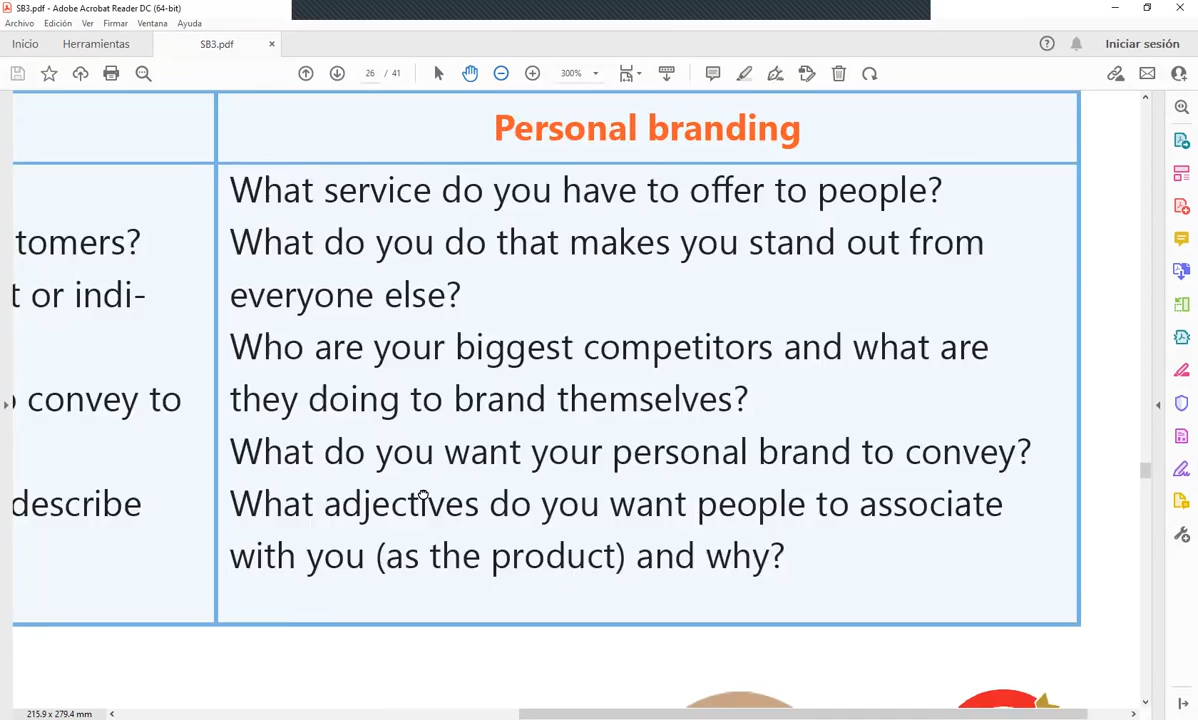 SB3.pdf - Adobe Acrobat Reader DC (64-bit)
Archivo Edición Ver Firmar Ventana Ayuda
Inicio Herramientas SB3.pdf × Iniciar sesión
26 / 41 300%
Personal branding
What service do you have to offer to people?
tomers? What do you do that makes you stand out from
t or indi- everyone else?
Who are your biggest competitors and what are
convey to they doing to brand themselves?
What do you want your personal brand to convey?
describe What adjectives do you want people to associate
with you (as the product) and why?
215.9 x 279.4 mm